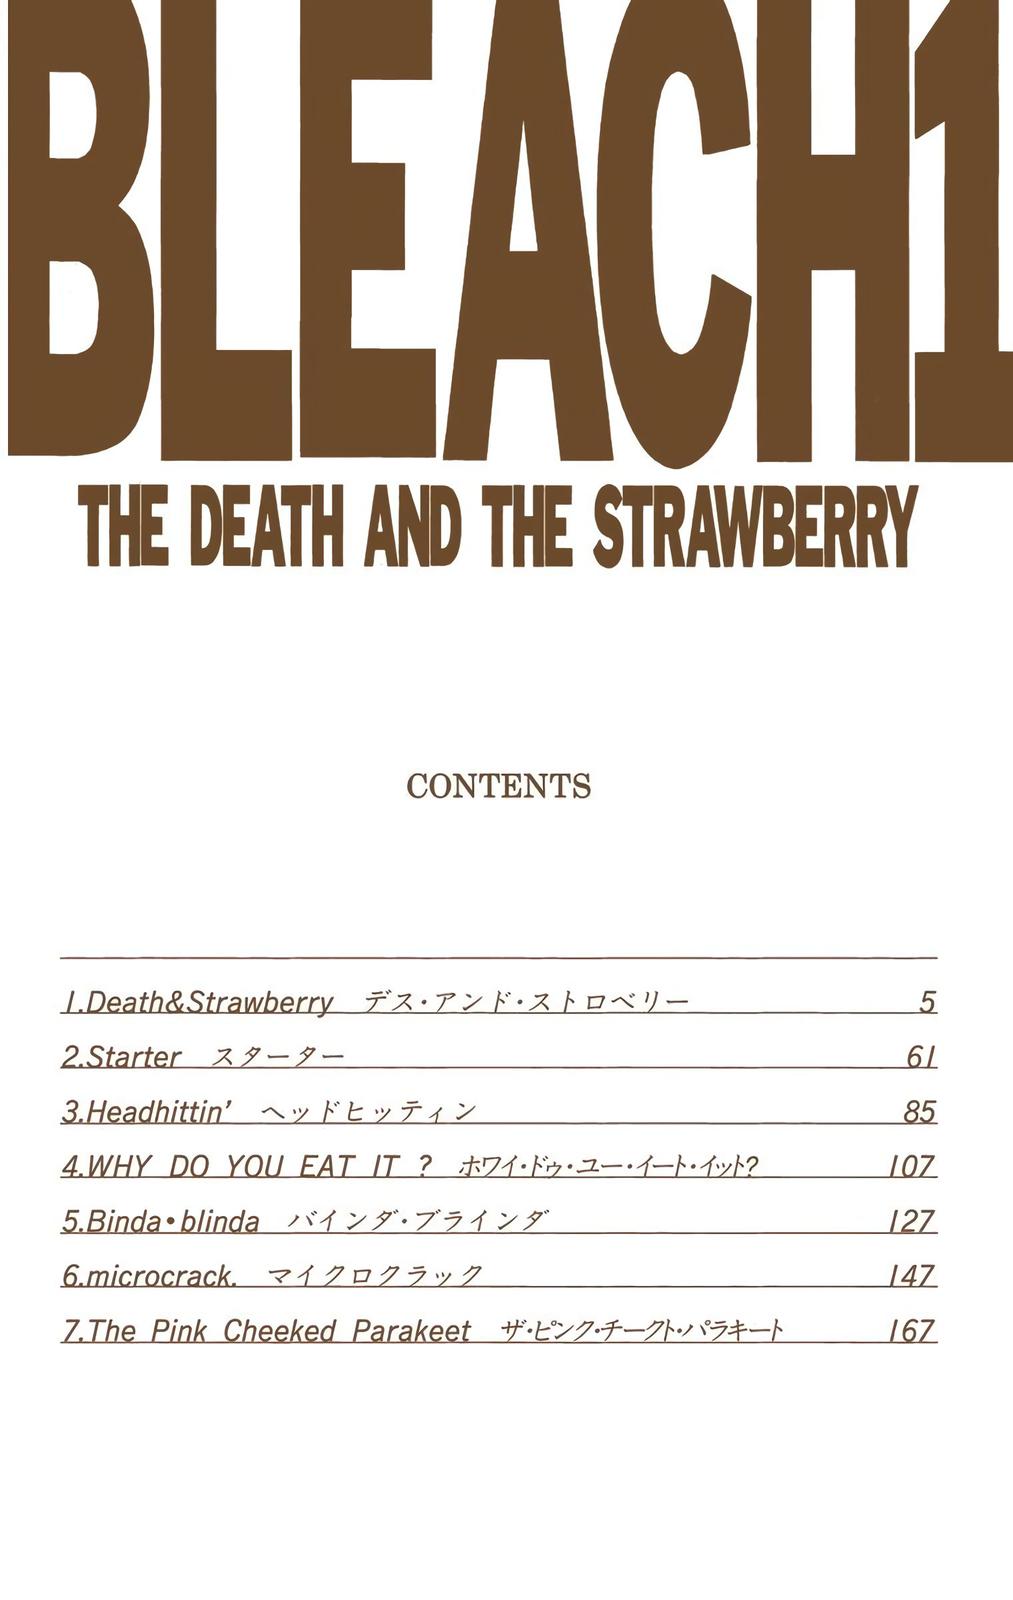 BLEACH1
THE DEATH AND THE STRAWBERRY
CONTENTS
1.Death&Strawberry デス・アンド・ストロベリー 5
2.Starter スターター 61
3.Headhittin’ ヘッドヒッティン 85
4.WHY DO YOU EAT IT ? ホワイ・ドゥ・ユー・イート・イット? 107
5.Binda•blinda バインダ・ブラインダ 127
6.microcrack. マイクロクラック 147
7.The Pink Cheeked Parakeet ザ・ピンク・チークト・パラキート 167